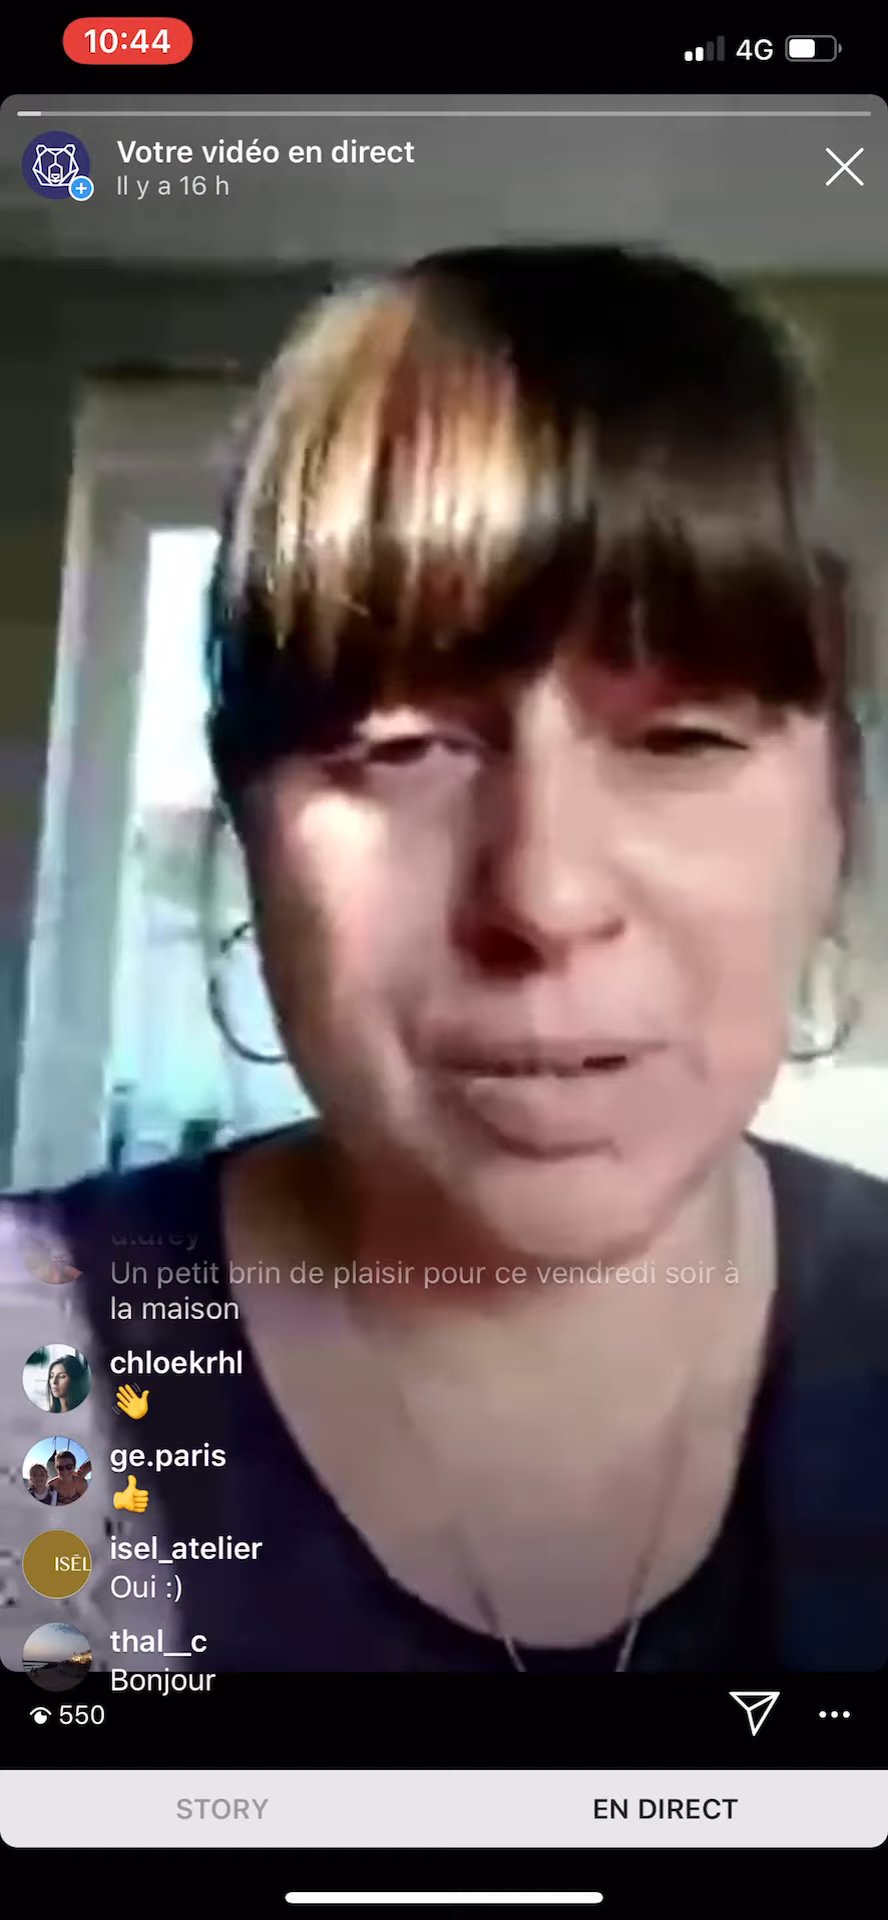 10:44
4G
Votre vidéo en direct
Il y a 16 h
Un petit brin de plaisir pour ce vendredi soir à
la maison
chloekrhl
👋
ge.paris
👍
isel_atelier
ISĒL
Oui :)
thal__c
Bonjour
550
STORY
EN DIRECT